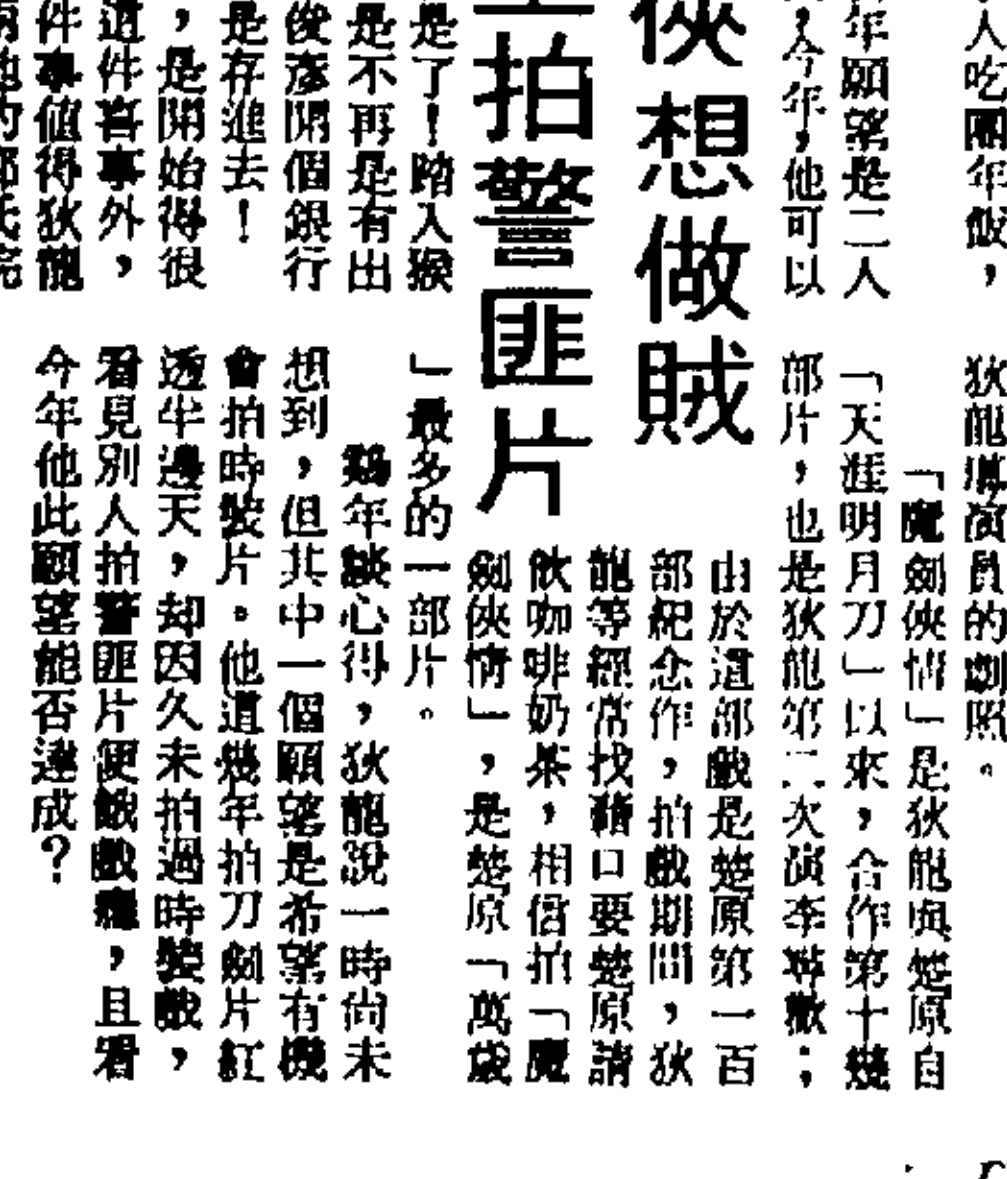 人吃團年飯，
年願望是二人
，今年，他可以
俠想做賊
拍警匪片
是了！踏入猴
是不再是有出
俊彥開個銀行
是存進去！
，是開始得很
這件喜事外，
件事值得狄龍
狄龍導演員的劇照。
「魔劍俠情」是狄龍與楚原自
「天涯明月刀」以來，合作第十幾
部片，也是狄龍第二次演李尋歡；
由於這部戲是楚原第一百
部紀念作，拍戲期間，狄
龍等經常找藉口要楚原請
飲咖啡奶茶，相信拍「魔
劍俠情」，是楚原「萬歲
」最多的一部片。
鷄年談心得，狄龍說一時尚未
想到，但其中一個願望是希望有機
會拍時裝片。他這幾年拍刀劍片紅
透半邊天，却因久未拍過時裝戲，
看見別人拍警匪片便餓戲癮，且看
今年他此願望能否達成？